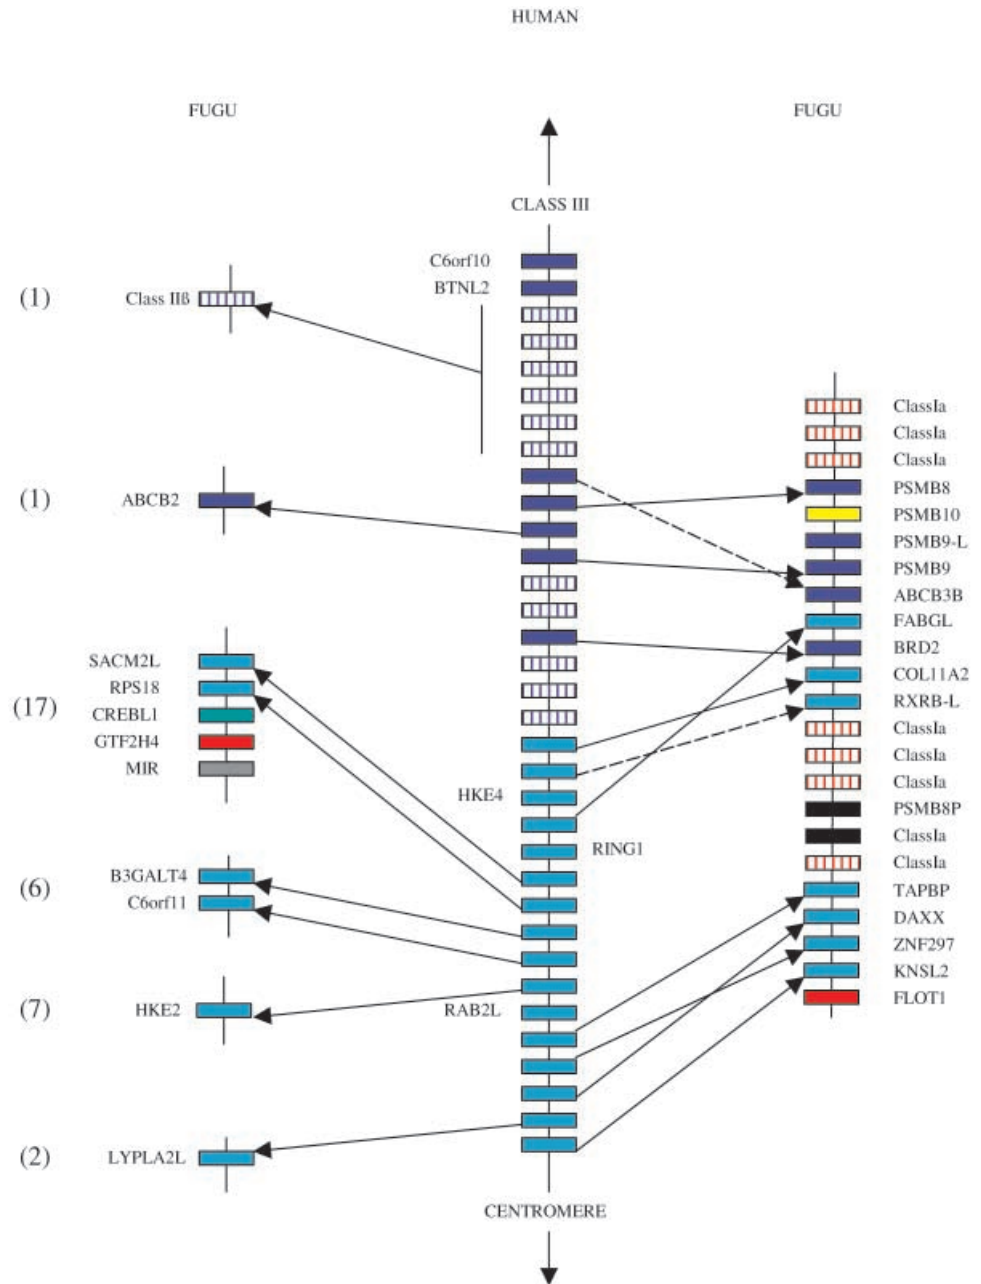 HUMAN
FUGU
FUGU
CLASS III
C6orf10
BTNL2
(1)
Class IIß
(1)
ABCB2
(17)
SACM2L
RPS18
CREBL1
GTF2H4
MIR
(6)
B3GALT4
C6orf11
(7)
HKE2
(2)
LYPLA2L
HKE4
RING1
RAB2L
ClassIa
ClassIa
ClassIa
PSMB8
PSMB10
PSMB9-L
PSMB9
ABCB3B
FABGL
BRD2
COL11A2
RXRB-L
ClassIa
ClassIa
ClassIa
PSMB8P
ClassIa
ClassIa
TAPBP
DAXX
ZNF297
KNSL2
FLOT1
CENTROMERE